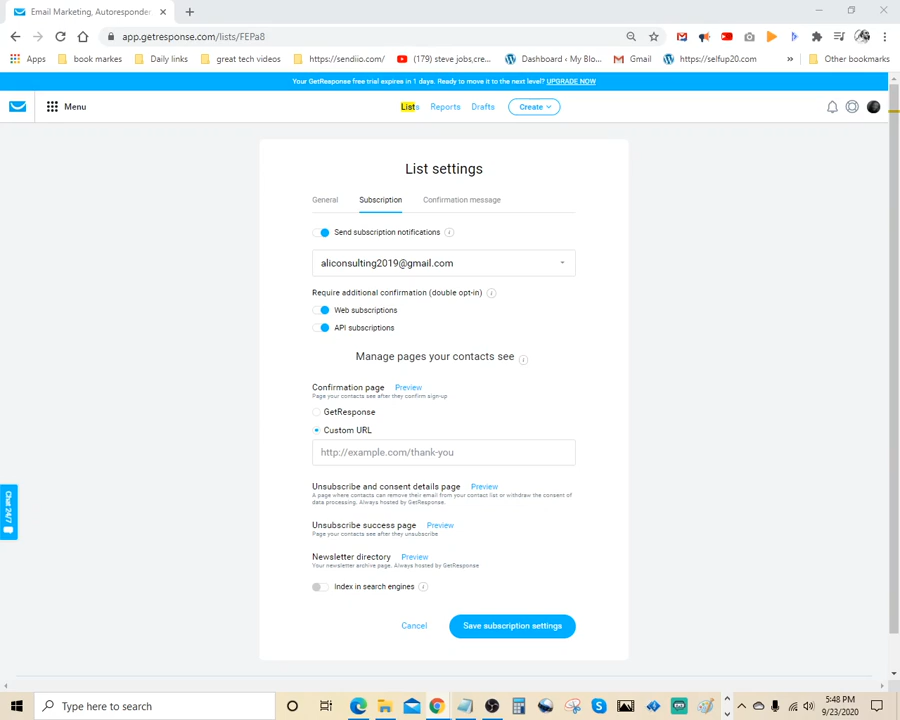 Email Marketing, Autoresponder
app.getresponse.com/lists/FEPa8
Apps book markes Daily links great tech videos https://sendiio.com/ (179) steve jobs,cre... Dashboard ‹ My Blo... Gmail https://selfup20.com » Other bookmarks
Your GetResponse free trial expires in 1 days. Ready to move it to the next level? UPGRADE NOW
Menu Lists Reports Drafts Create
List settings
General Subscription Confirmation message
Send subscription notifications i
aliconsulting2019@gmail.com
Require additional confirmation (double opt-in) i
Web subscriptions
API subscriptions
Manage pages your contacts see i
Confirmation page Preview
Page your contacts see after they confirm sign-up
GetResponse
Custom URL
http://example.com/thank-you
Unsubscribe and consent details page Preview
A page where contacts can remove their email from your contact list or withdraw the consent of
data processing. Always hosted by GetResponse.
Unsubscribe success page Preview
Page your contacts see after they unsubscribe
Newsletter directory Preview
Your newsletter archive page. Always hosted by GetResponse
Index in search engines i
Cancel Save subscription settings
Chat 24/7
Type here to search
5:48 PM
9/23/2020